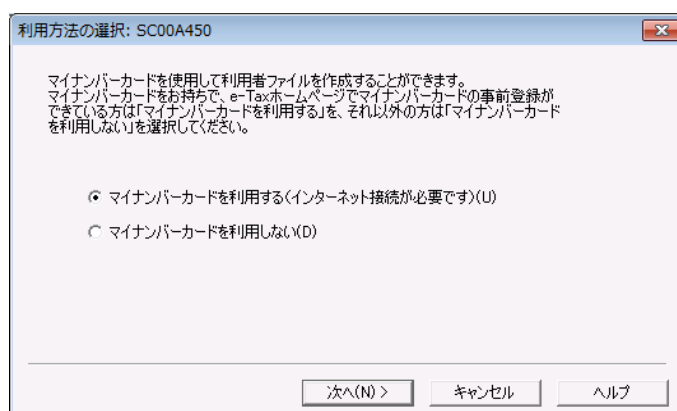 利用方法の選択: SC00A450
マイナンバーカードを使用して利用者ファイルを作成することができます。
マイナンバーカードをお持ちで、e-Taxホームページでマイナンバーカードの事前登録が
できている方は「マイナンバーカードを利用する」を、それ以外の方は「マイナンバーカード
を利用しない」を選択してください。
マイナンバーカードを利用する(インターネット接続が必要です)(U)
マイナンバーカードを利用しない(D)
次へ(N) > キャンセル ヘルプ